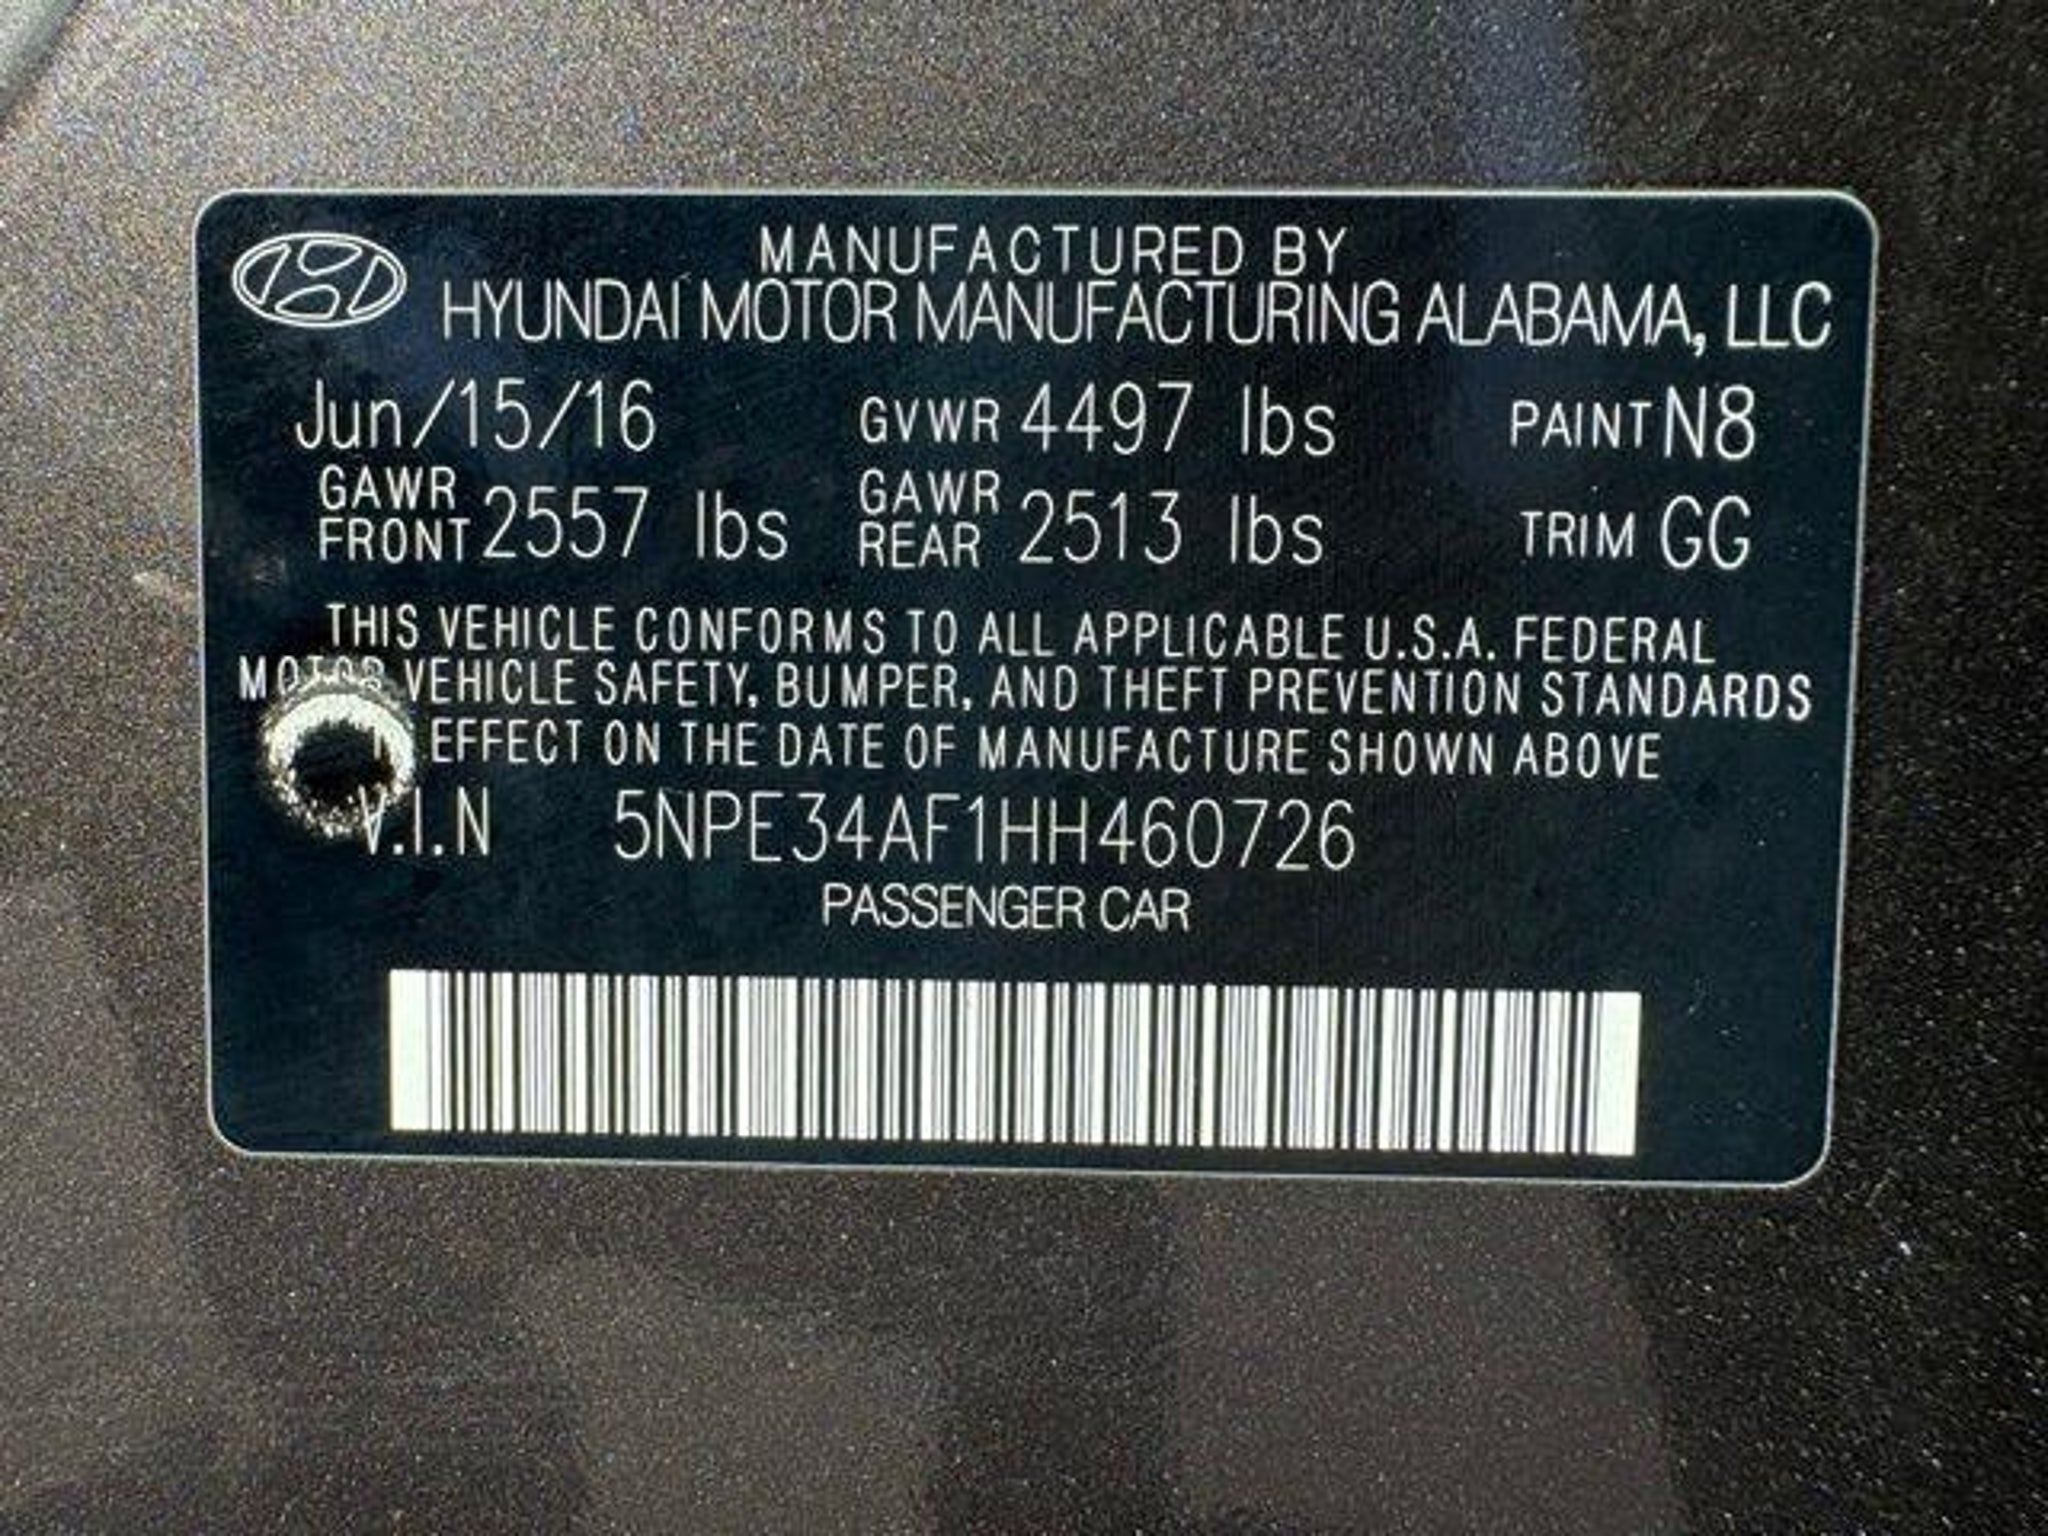 MANUFACTURED BY
HYUNDAI MOTOR MANUFACTURING ALABAMA, LLC
Jun/15/16 GVWR 4497 lbs PAINT N8
GAWR FRONT 2557 lbs GAWR REAR 2513 lbs TRIM GG
THIS VEHICLE CONFORMS TO ALL APPLICABLE U.S.A. FEDERAL
MOTOR VEHICLE SAFETY, BUMPER, AND THEFT PREVENTION STANDARDS
EFFECT ON THE DATE OF MANUFACTURE SHOWN ABOVE
V.I.N 5NPE34AF1HH460726
PASSENGER CAR